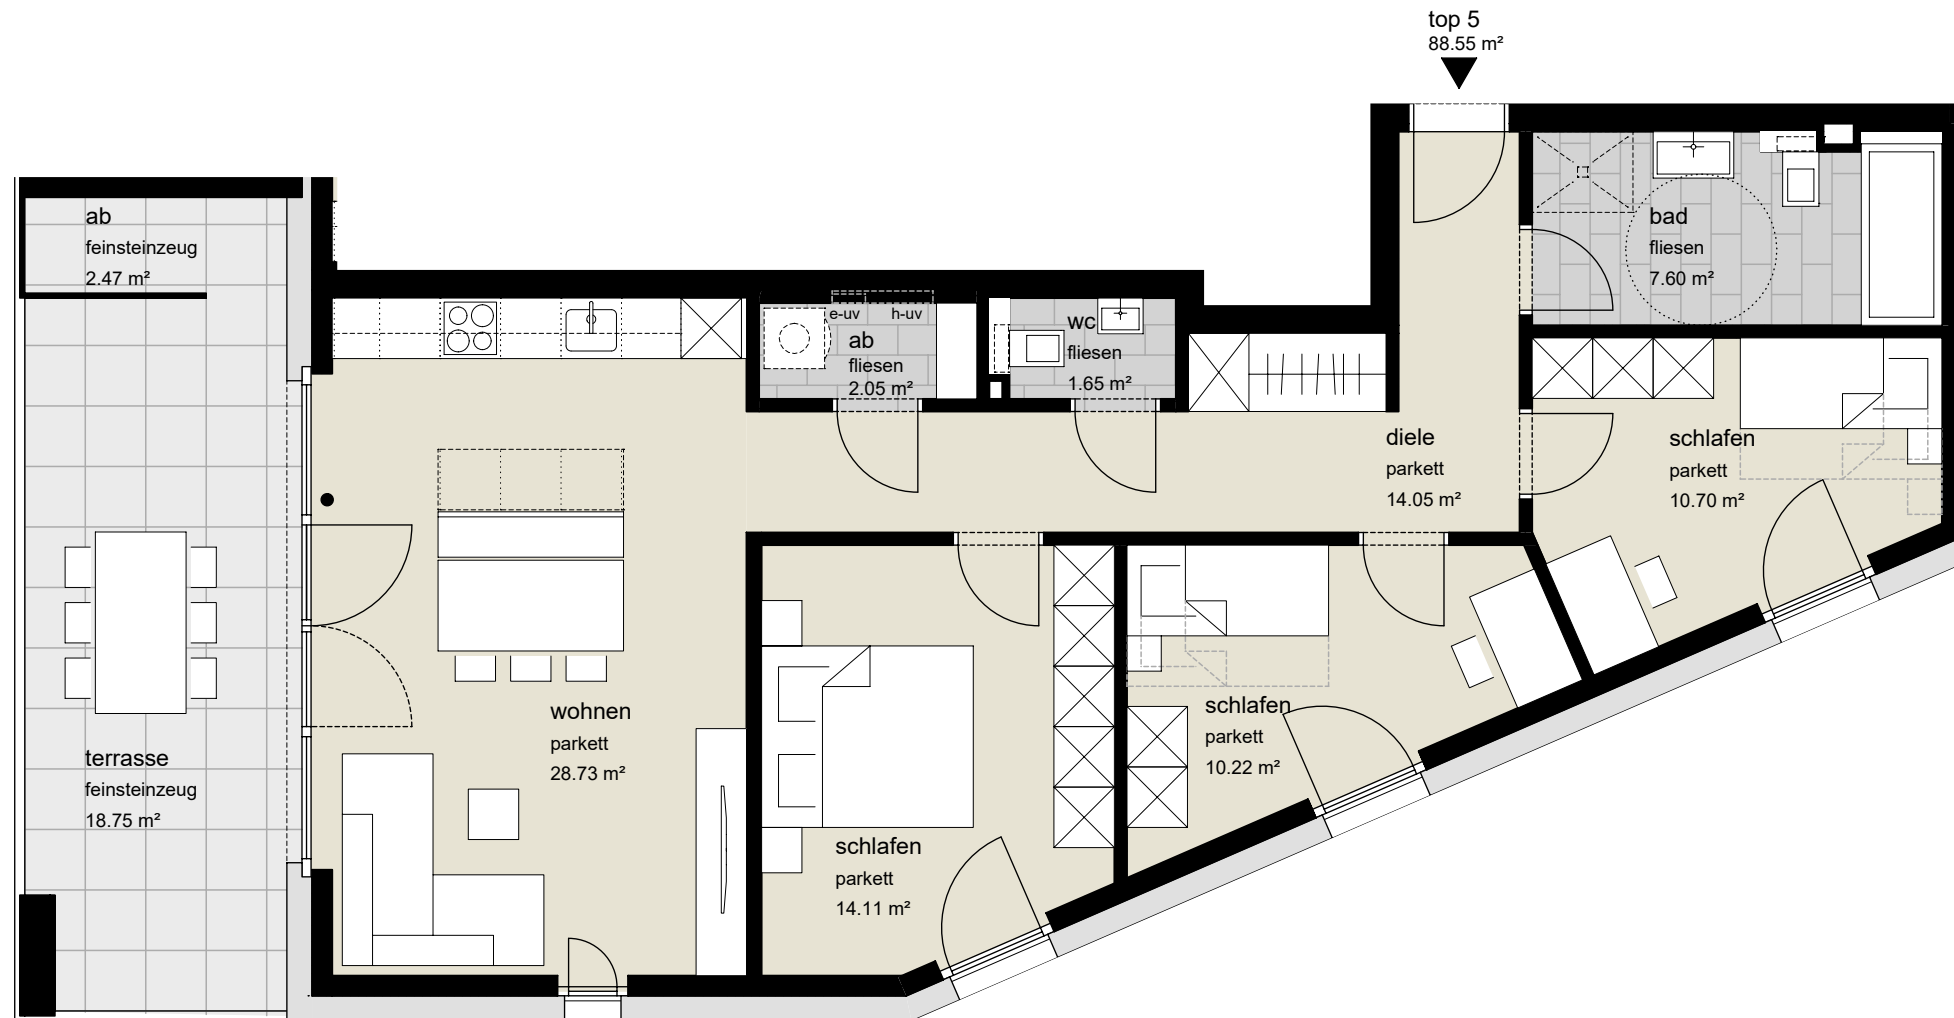 top 5
88.55 m²
ab
feinsteinzeug
2.47 m²
e-uv
h-uv
ab
fliesen
2.05 m²
wc
fliesen
1.65 m²
bad
fliesen
7.60 m²
diele
parkett
14.05 m²
schlafen
parkett
10.70 m²
wohnen
parkett
28.73 m²
schlafen
parkett
10.22 m²
terrasse
feinsteinzeug
18.75 m²
schlafen
parkett
14.11 m²